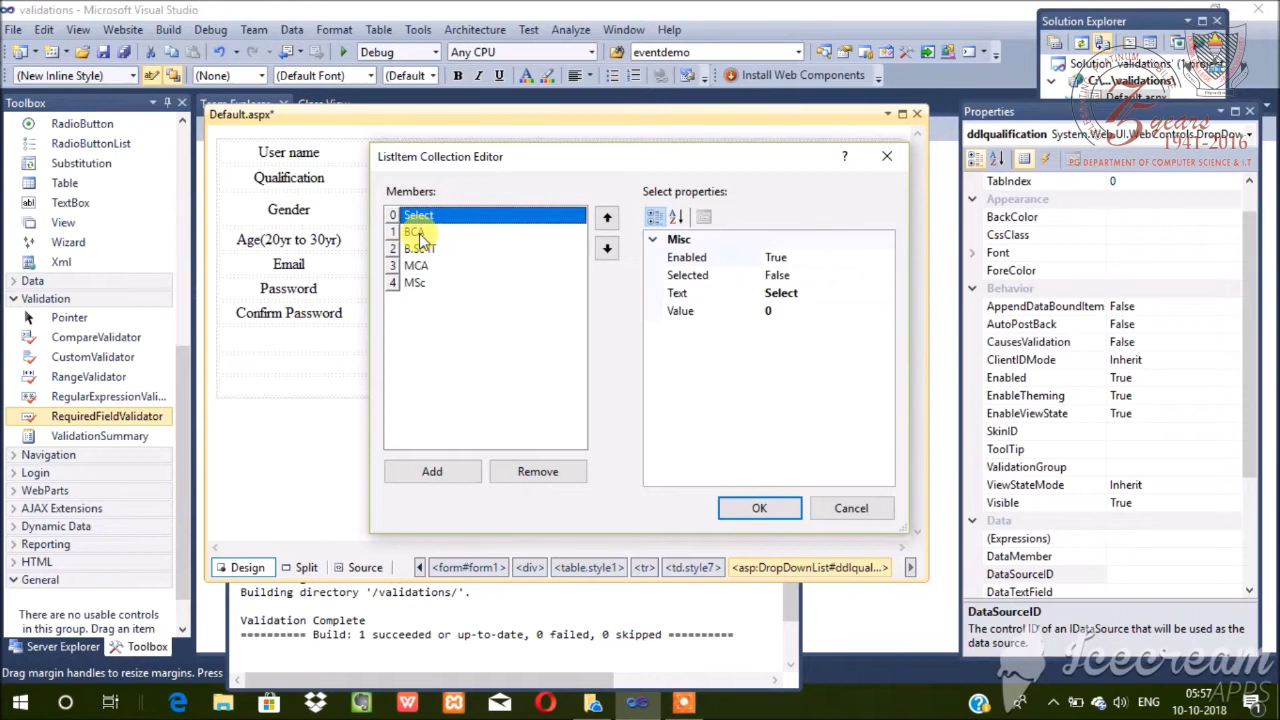 validations - Microsoft Visual Studio
File Edit View Website Build Debug Team Data Format Table Tools Architecture Test Analyze Window Help
Debug Any CPU eventdemo
(New Inline Style) (None) (Default Font) (Default B I U A Install Web Components
Toolbox
RadioButton
RadioButtonList
Substitution
Table
TextBox
View
Wizard
Xml
Data
Validation
Pointer
CompareValidator
CustomValidator
RangeValidator
RegularExpressionVali...
RequiredFieldValidator
ValidationSummary
Navigation
Login
WebParts
AJAX Extensions
Dynamic Data
Reporting
HTML
General
There are no usable controls
in this group. Drag an item
Server Explorer Toolbox
Default.aspx*
User name
Qualification
Gender
Age(20yr to 30yr)
Email
Password
Confirm Password
ListItem Collection Editor
Members:
0 Select
1 BCA
2
3 MCA
4 MSc
Add Remove
Select properties:
Misc
Enabled True
Selected False
Text Select
Value 0
OK Cancel
Design Split Source <form#form1> <div> <table.style1> <tr> <td.style7> <asp:DropDownList#ddlqual...>
Building directory '/validations/'.
Validation Complete
========== Build: 1 succeeded or up-to-date, 0 failed, 0 skipped ==========
Solution Explorer
Solution 'validations' (1
C:\...\validations\
Default.aspx
75 years
1941-2016
PG DEPARTMENT OF COMPUTER SCIENCE & I.T
Properties
ddlqualification System.Web.UI.WebControls.DropDow
TabIndex 0
Appearance
BackColor
CssClass
Font
ForeColor
Behavior
AppendDataBoundItem False
AutoPostBack False
CausesValidation False
ClientIDMode Inherit
Enabled True
EnableTheming True
EnableViewState True
SkinID
ToolTip
ValidationGroup
ViewStateMode Inherit
Visible True
Data
(Expressions)
DataMember
DataSourceID
DataTextField
DataSourceID
The control ID of an IDataSource that will be used as the
data source.
Drag margin handles to resize margins. Press
Icecream
APPS
ENG
05:57
10-10-2018